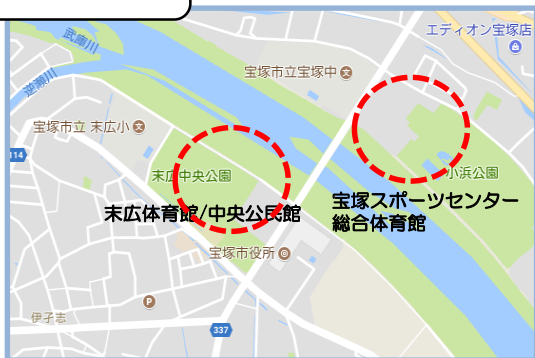 エディオン宝塚店
武庫川
宝塚市立宝塚中
逆瀬川
宝塚市立 末広小
114
末広中央公園
小浜公園
末広体育館/中央公民館
宝塚スポーツセンター
総合体育館
宝塚市役所
P
伊孑志
337